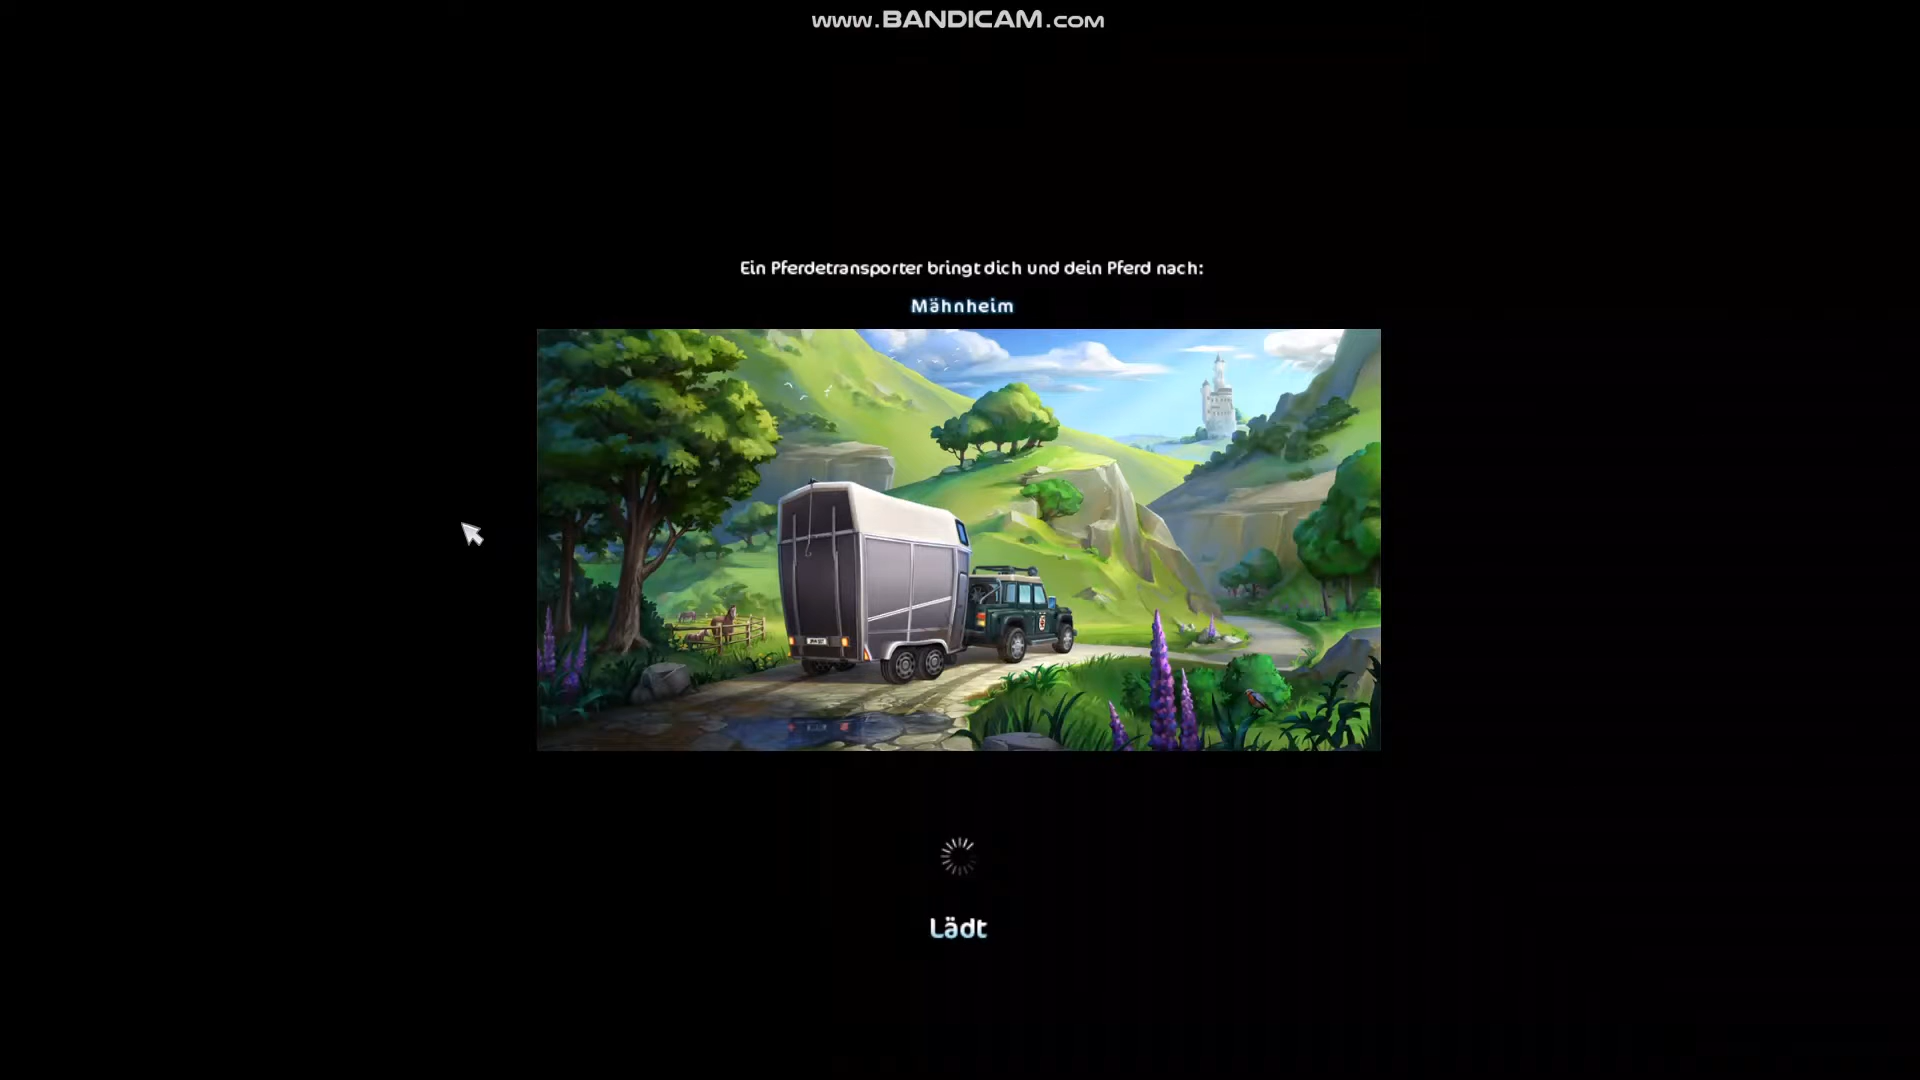 www.BANDICAM.com
Ein Pferdetransporter bringt dich und dein Pferd nach:
Mähnheim
Lädt